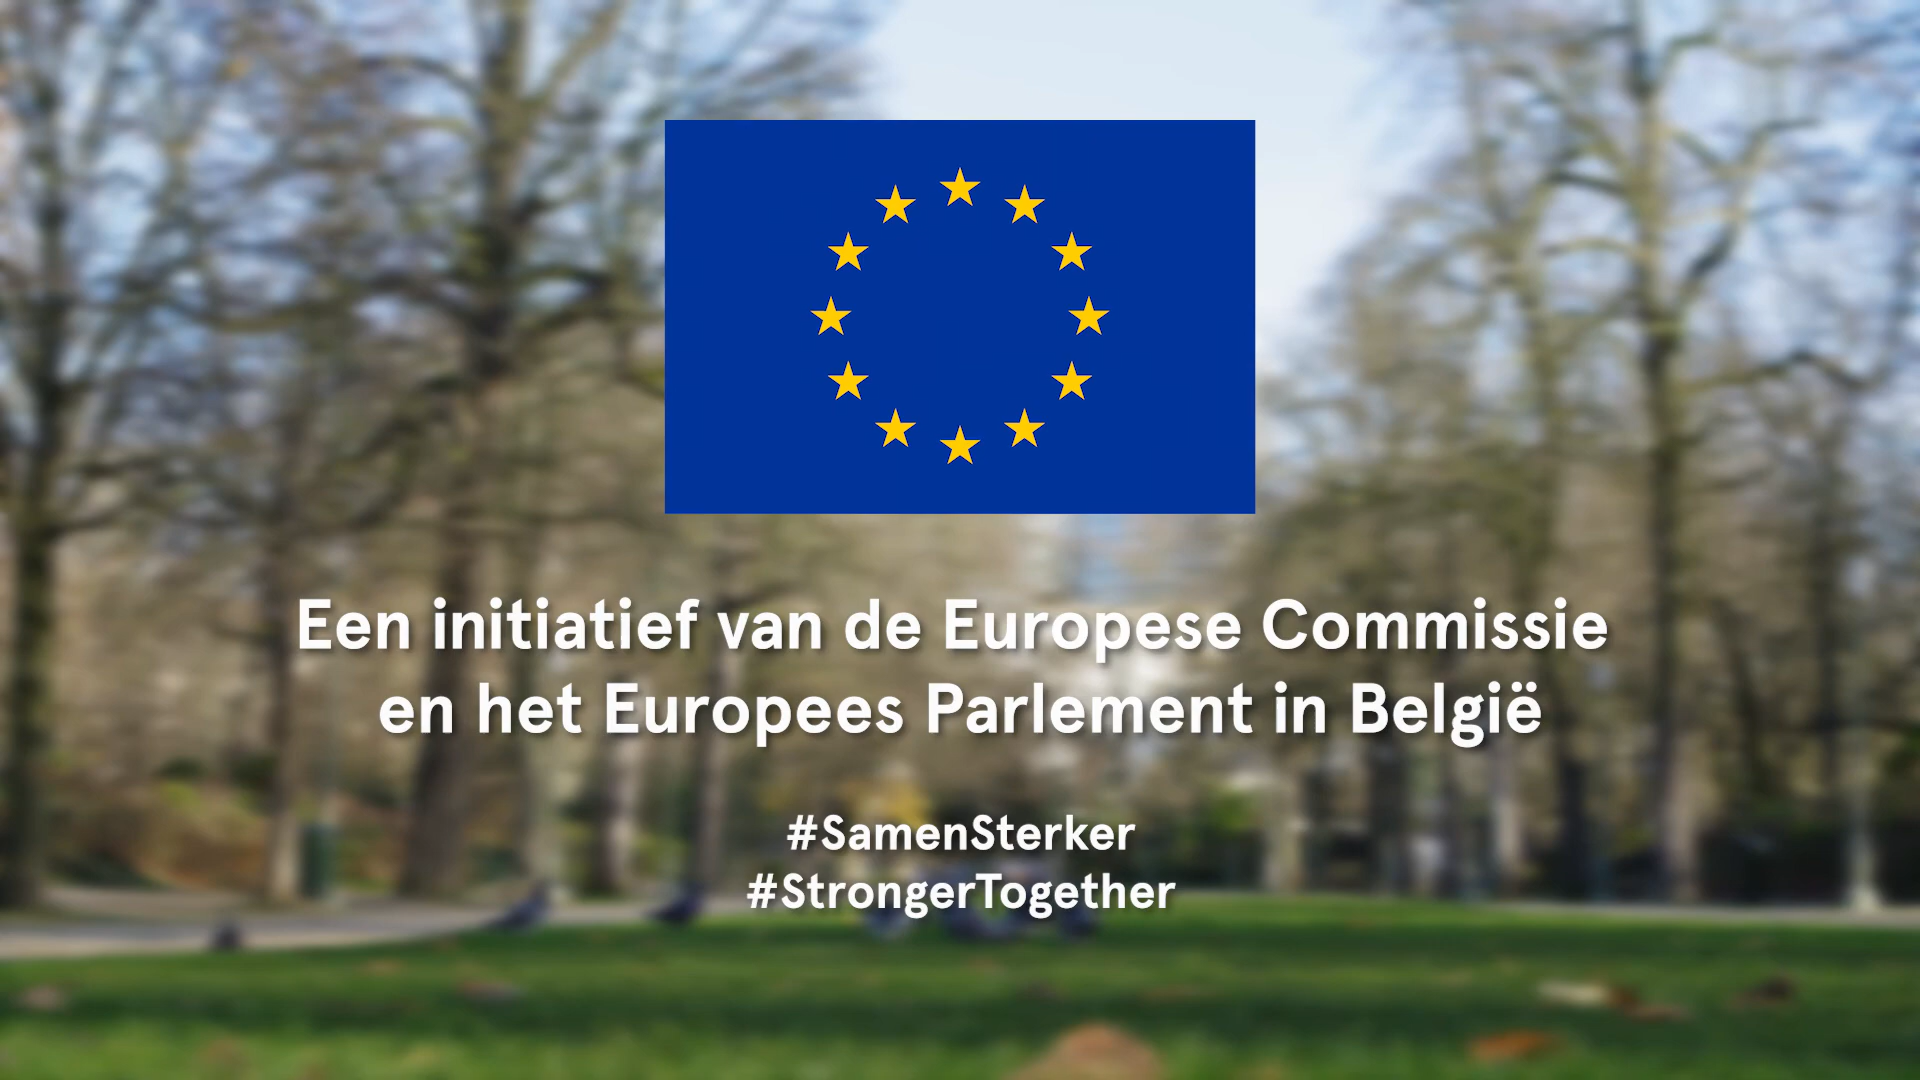 Een initiatief van de Europese Commissie
en het Europees Parlement in België
#SamenSterker
#StrongerTogether